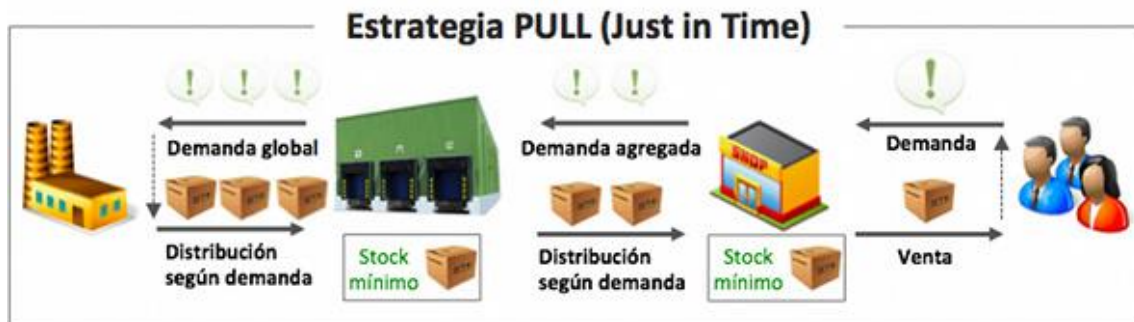 Estrategia PULL (Just in Time)
Demanda global
Demanda agregada
Demanda
SHOP
Distribución
según demanda
Stock
mínimo
Distribución
según demanda
Stock
mínimo
Venta